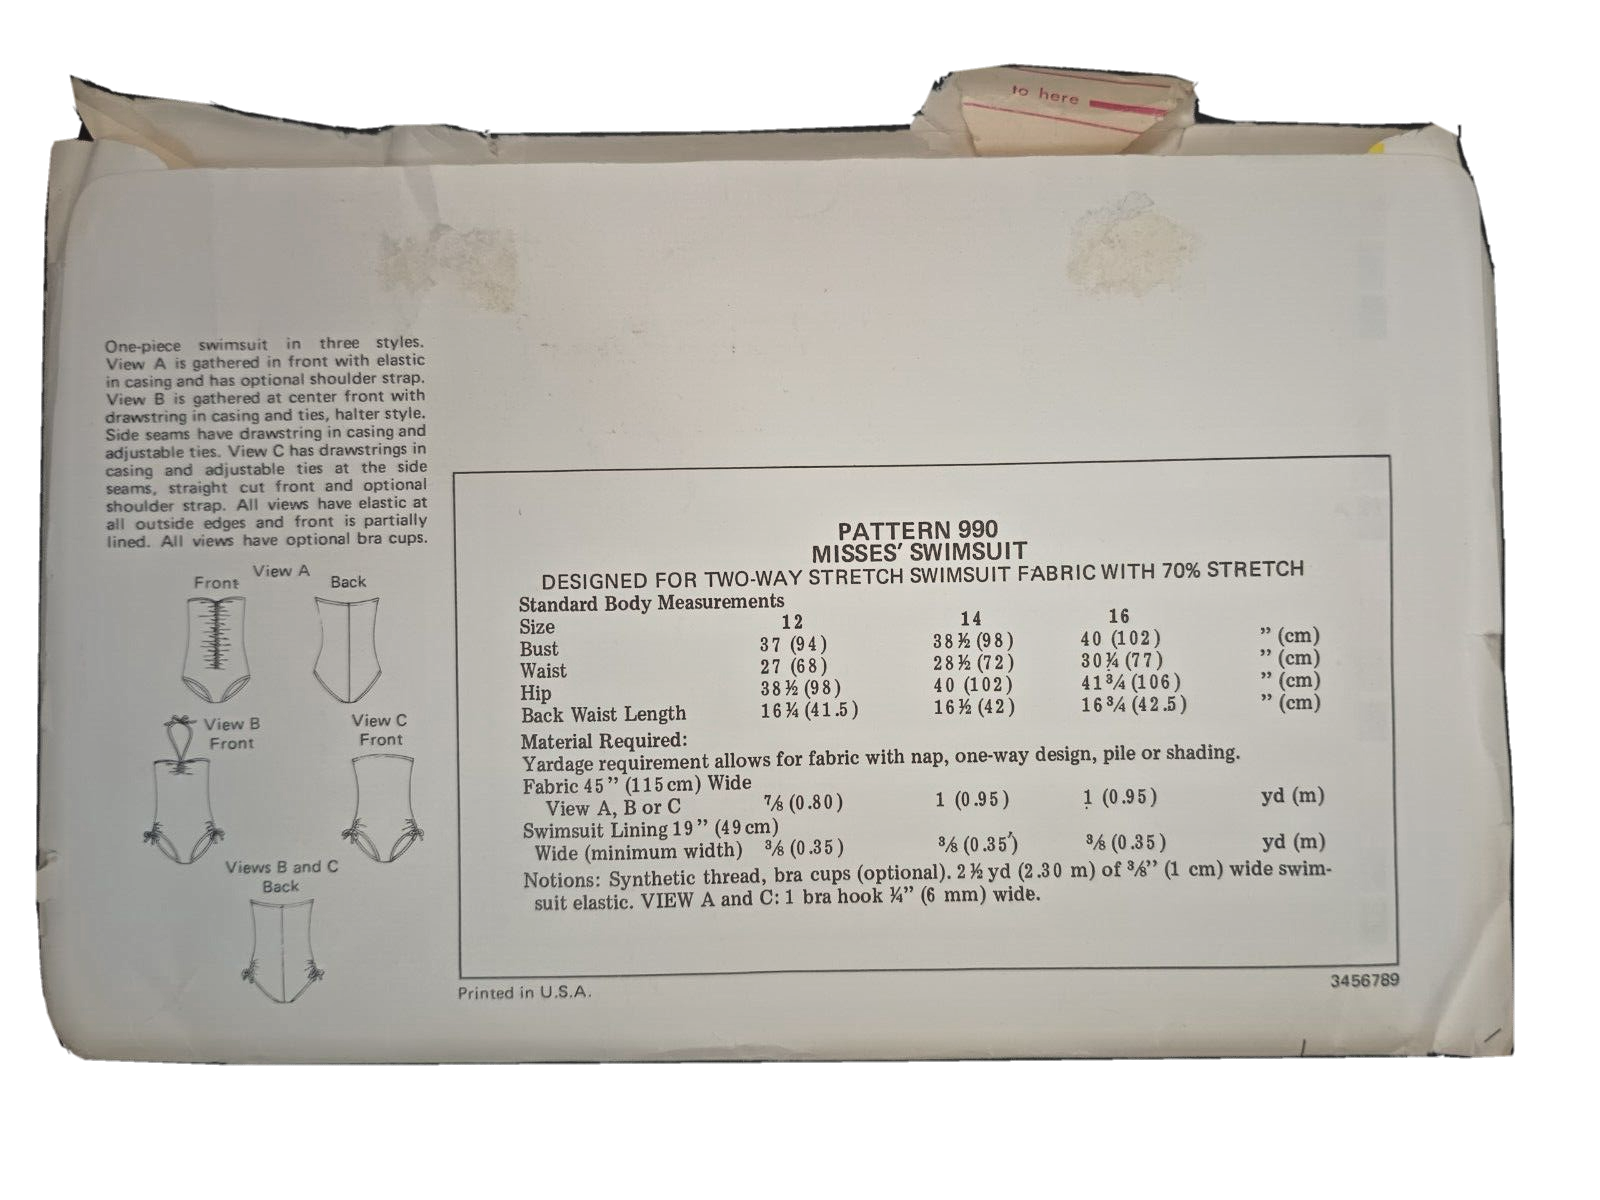 to here
One-piece swimsuit in three styles.
View A is gathered in front with elastic
in casing and has optional shoulder strap.
View B is gathered at center front with
drawstring in casing and ties, halter style.
Side seams have drawstring in casing and
adjustable ties. View C has drawstrings in
casing and adjustable ties at the side
seams, straight cut front and optional
shoulder strap. All views have elastic at
all outside edges and front is partially
lined. All views have optional bra cups.
View A
Front Back
View B
Front
View C
Front
Views B and C
Back
PATTERN 990
MISSES' SWIMSUIT
DESIGNED FOR TWO-WAY STRETCH SWIMSUIT FABRIC WITH 70% STRETCH
Standard Body Measurements
Size 12 14 16
Bust 37 (94) 38½ (98) 40 (102) ” (cm)
Waist 27 (68) 28½ (72) 30¼ (77) ” (cm)
Hip 38½ (98) 40 (102) 41¾ (106) ” (cm)
Back Waist Length 16¼ (41.5) 16½ (42) 16¾ (42.5) ” (cm)
Material Required:
Yardage requirement allows for fabric with nap, one-way design, pile or shading.
Fabric 45” (115 cm) Wide
View A, B or C ⅞ (0.80) 1 (0.95) 1 (0.95) yd (m)
Swimsuit Lining 19” (49 cm)
Wide (minimum width) ⅜ (0.35) ⅜ (0.35) ⅜ (0.35) yd (m)
Notions: Synthetic thread, bra cups (optional). 2½ yd (2.30 m) of ⅜” (1 cm) wide swim-
suit elastic. VIEW A and C: 1 bra hook ¼” (6 mm) wide.
Printed in U.S.A.
3456789